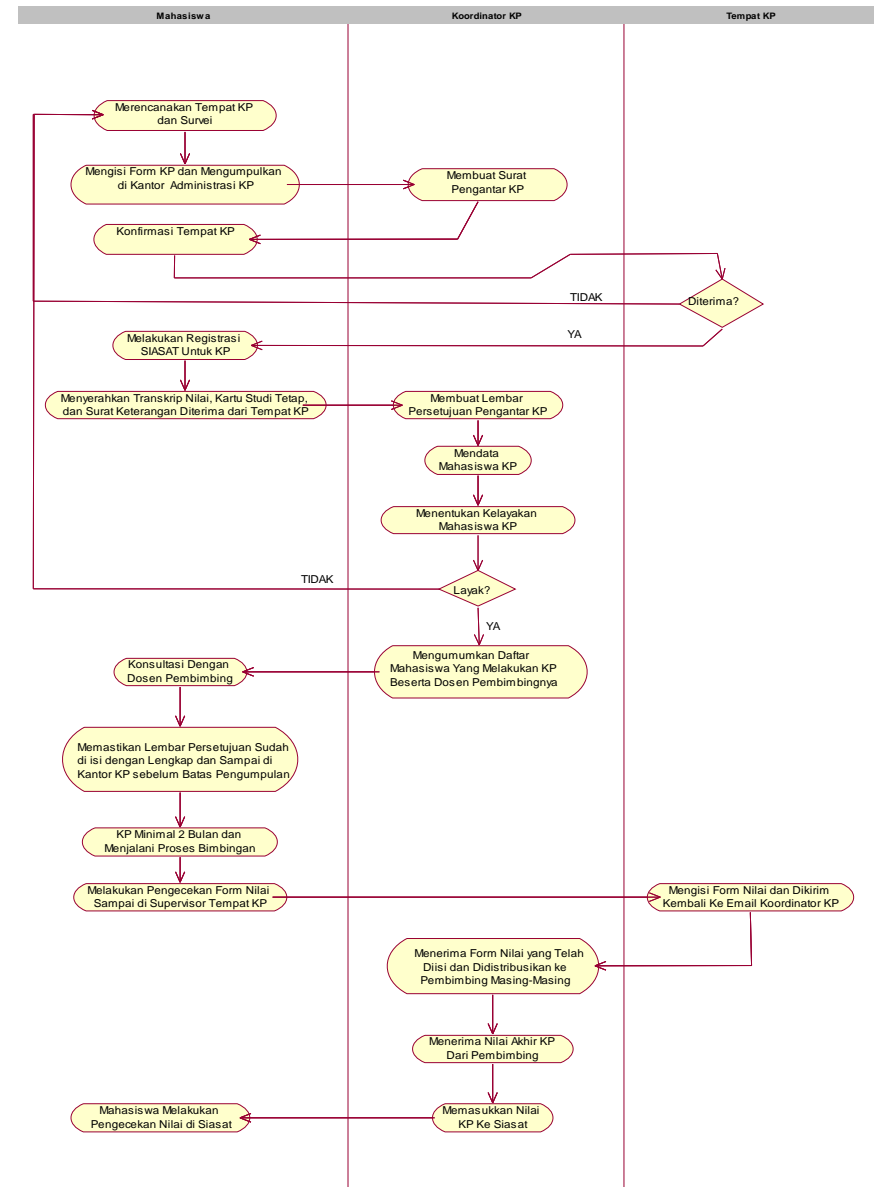 Mahasiswa
Koordinator KP
Tempat KP
Merencanakan Tempat KP
dan Survei
Mengisi Form KP dan Mengumpulkan
di Kantor Administrasi KP
Membuat Surat
Pengantar KP
Konfirmasi Tempat KP
Diterima?
TIDAK
YA
Melakukan Registrasi
SIASAT Untuk KP
Menyerahkan Transkrip Nilai, Kartu Studi Tetap,
dan Surat Keterangan Diterima dari Tempat KP
Membuat Lembar
Persetujuan Pengantar KP
Mendata
Mahasiswa KP
Menentukan Kelayakan
Mahasiswa KP
TIDAK
Layak?
YA
Mengumumkan Daftar
Mahasiswa Yang Melakukan KP
Beserta Dosen Pembimbingnya
Konsultasi Dengan
Dosen Pembimbing
Memastikan Lembar Persetujuan Sudah
di isi dengan Lengkap dan Sampai di
Kantor KP sebelum Batas Pengumpulan
KP Minimal 2 Bulan dan
Menjalani Proses Bimbingan
Melakukan Pengecekan Form Nilai
Sampai di Supervisor Tempat KP
Mengisi Form Nilai dan Dikirim
Kembali Ke Email Koordinator KP
Menerima Form Nilai yang Telah
Diisi dan Didistribusikan ke
Pembimbing Masing-Masing
Menerima Nilai Akhir KP
Dari Pembimbing
Memasukkan Nilai
KP Ke Siasat
Mahasiswa Melakukan
Pengecekan Nilai di Siasat